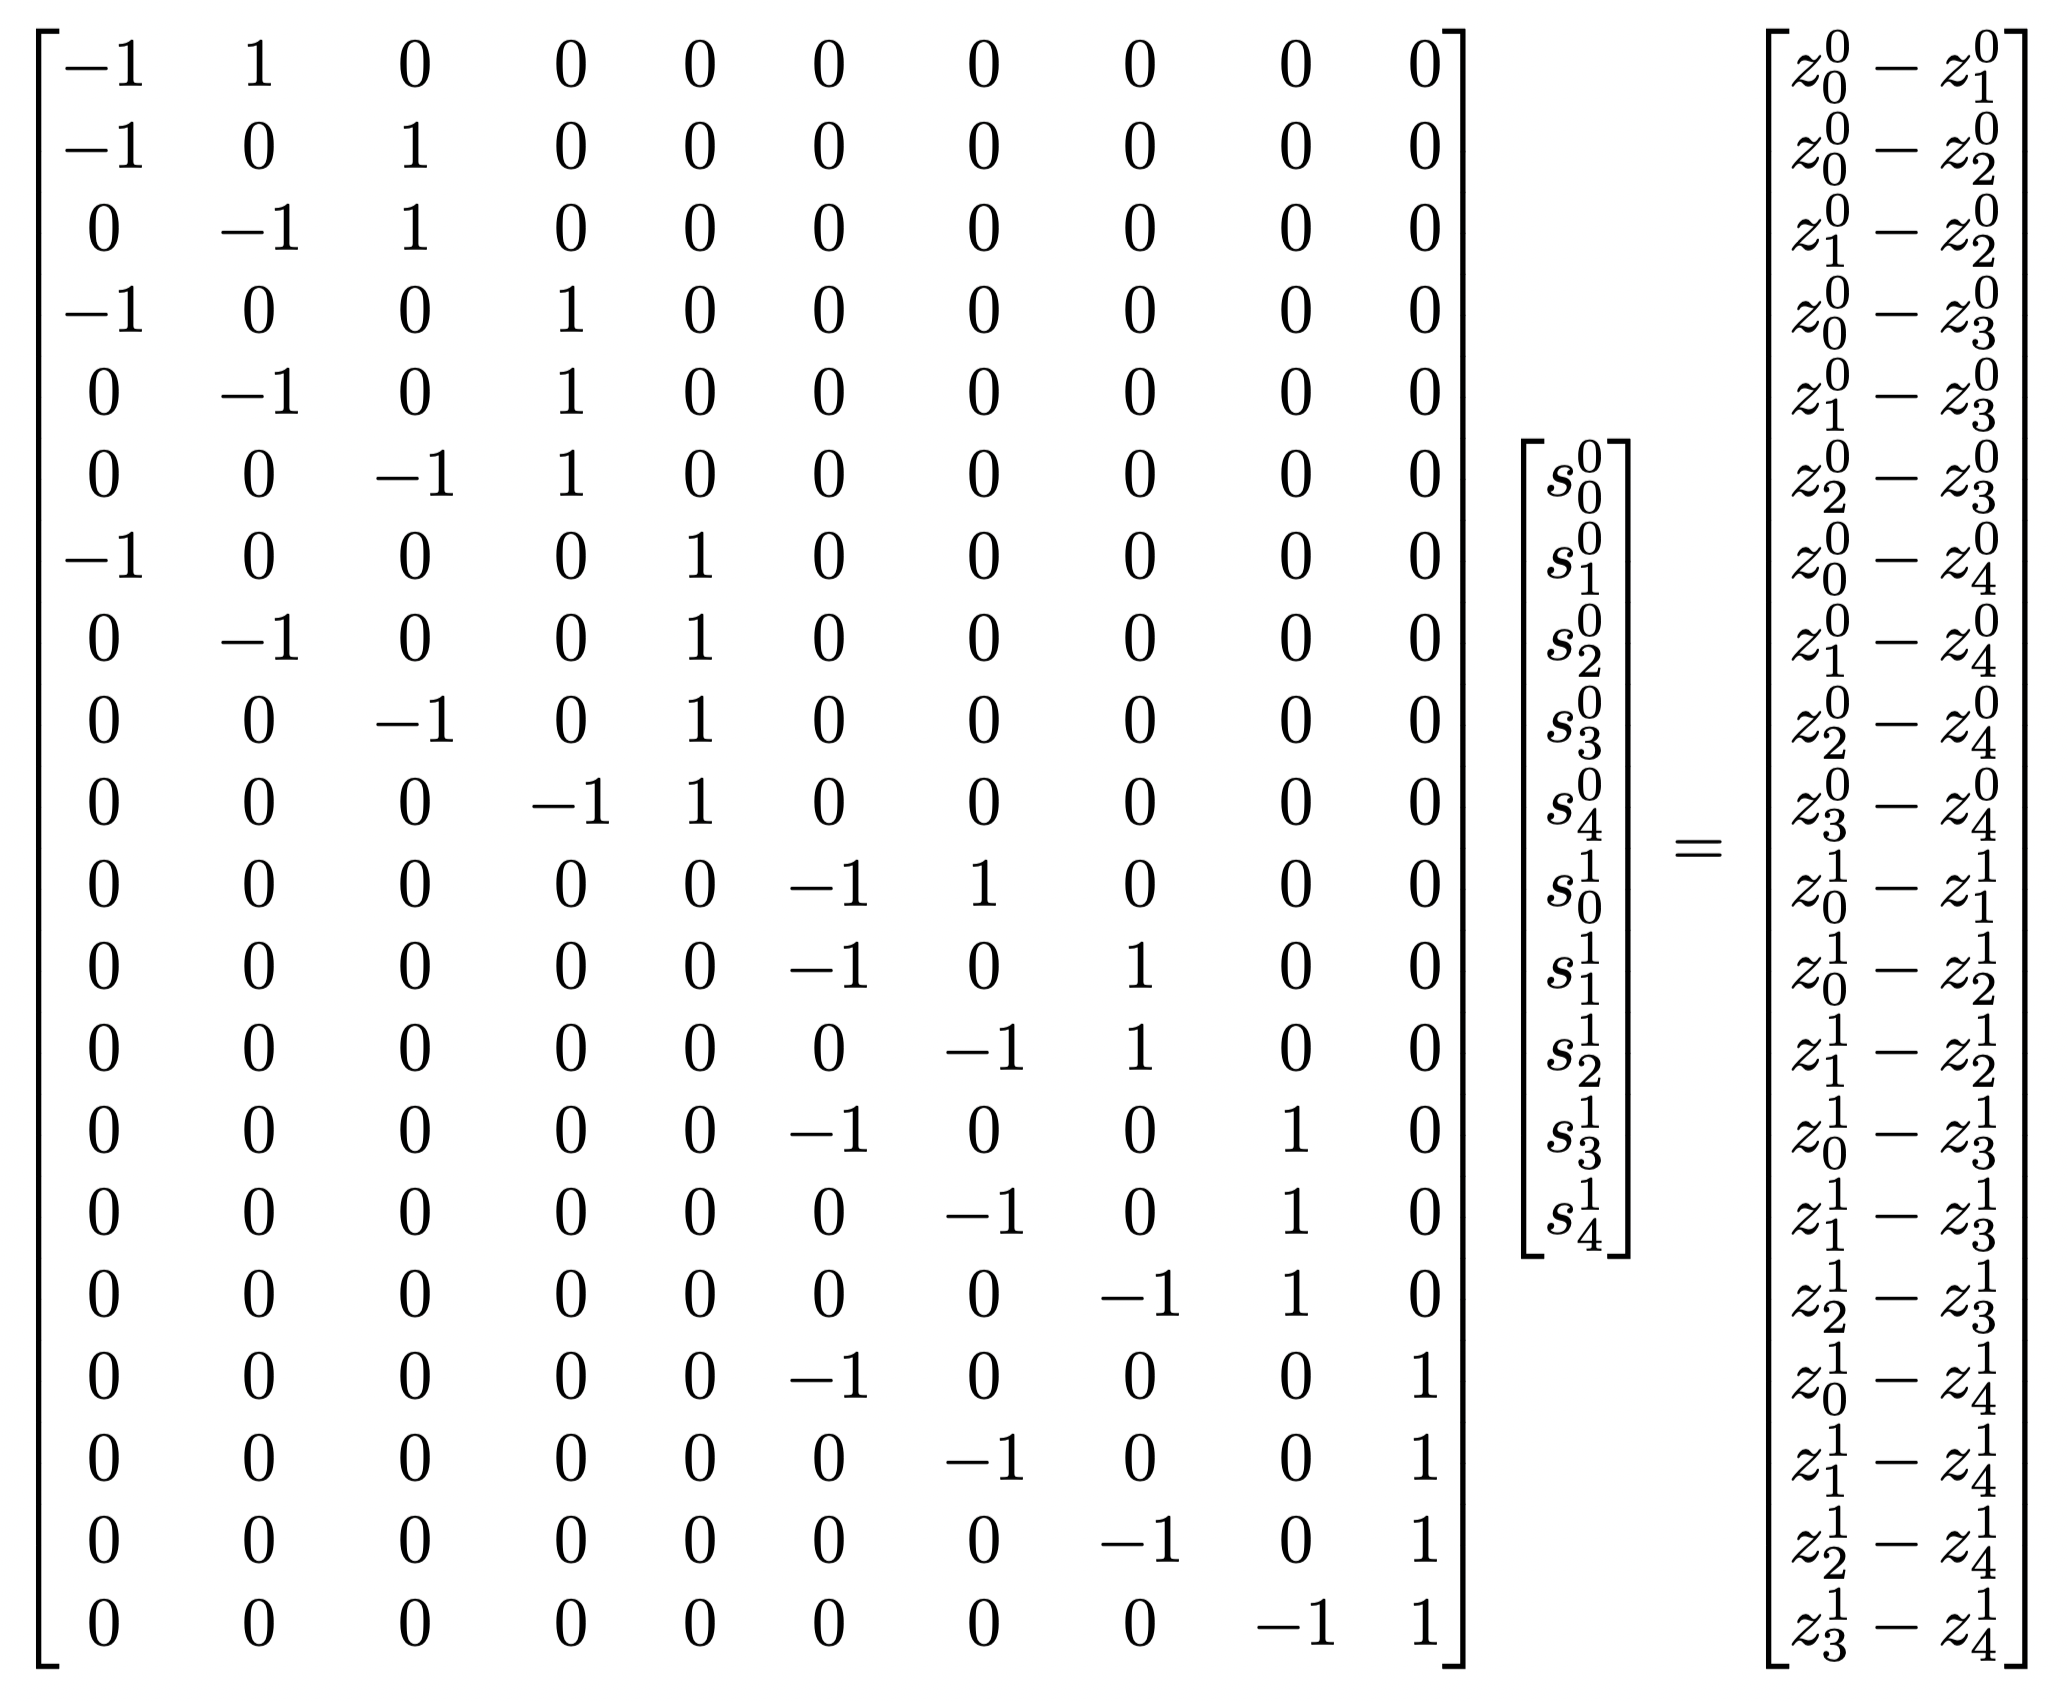 \begin{bmatrix}
-1 & 1 & 0 & 0 & 0 & 0 & 0 & 0 & 0 & 0 \\
-1 & 0 & 1 & 0 & 0 & 0 & 0 & 0 & 0 & 0 \\
0 & -1 & 1 & 0 & 0 & 0 & 0 & 0 & 0 & 0 \\
-1 & 0 & 0 & 1 & 0 & 0 & 0 & 0 & 0 & 0 \\
0 & -1 & 0 & 1 & 0 & 0 & 0 & 0 & 0 & 0 \\
0 & 0 & -1 & 1 & 0 & 0 & 0 & 0 & 0 & 0 \\
-1 & 0 & 0 & 0 & 1 & 0 & 0 & 0 & 0 & 0 \\
0 & -1 & 0 & 0 & 1 & 0 & 0 & 0 & 0 & 0 \\
0 & 0 & -1 & 0 & 1 & 0 & 0 & 0 & 0 & 0 \\
0 & 0 & 0 & -1 & 1 & 0 & 0 & 0 & 0 & 0 \\
0 & 0 & 0 & 0 & 0 & -1 & 1 & 0 & 0 & 0 \\
0 & 0 & 0 & 0 & 0 & -1 & 0 & 1 & 0 & 0 \\
0 & 0 & 0 & 0 & 0 & 0 & -1 & 1 & 0 & 0 \\
0 & 0 & 0 & 0 & 0 & -1 & 0 & 0 & 1 & 0 \\
0 & 0 & 0 & 0 & 0 & 0 & -1 & 0 & 1 & 0 \\
0 & 0 & 0 & 0 & 0 & 0 & 0 & -1 & 1 & 0 \\
0 & 0 & 0 & 0 & 0 & -1 & 0 & 0 & 0 & 1 \\
0 & 0 & 0 & 0 & 0 & 0 & -1 & 0 & 0 & 1 \\
0 & 0 & 0 & 0 & 0 & 0 & 0 & -1 & 0 & 1 \\
0 & 0 & 0 & 0 & 0 & 0 & 0 & 0 & -1 & 1
\end{bmatrix}
\begin{bmatrix}
s_0^0 \\
s_1^0 \\
s_2^0 \\
s_3^0 \\
s_4^0 \\
s_0^1 \\
s_1^1 \\
s_2^1 \\
s_3^1 \\
s_4^1
\end{bmatrix}
=
\begin{bmatrix}
z_0^0 - z_1^0 \\
z_0^0 - z_2^0 \\
z_1^0 - z_2^0 \\
z_0^0 - z_3^0 \\
z_1^0 - z_3^0 \\
z_2^0 - z_3^0 \\
z_0^0 - z_4^0 \\
z_1^0 - z_4^0 \\
z_2^0 - z_4^0 \\
z_3^0 - z_4^0 \\
z_0^1 - z_1^1 \\
z_0^1 - z_2^1 \\
z_1^1 - z_2^1 \\
z_0^1 - z_3^1 \\
z_1^1 - z_3^1 \\
z_2^1 - z_3^1 \\
z_0^1 - z_4^1 \\
z_1^1 - z_4^1 \\
z_2^1 - z_4^1 \\
z_3^1 - z_4^1
\end{bmatrix}